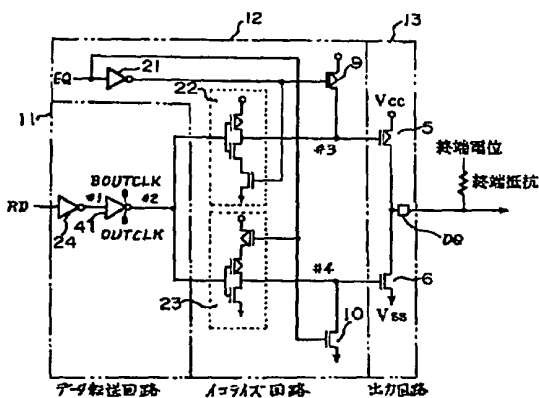 12
13
EQ
21
9
22
11
Vcc
5
#3
終端電位
BOUTCLK
終端抵抗
RD
#1
#2
24
41
OUTCLK
DQ
#4
6
23
10
Vss
データ転送回路
イコライズ回路
出力回路